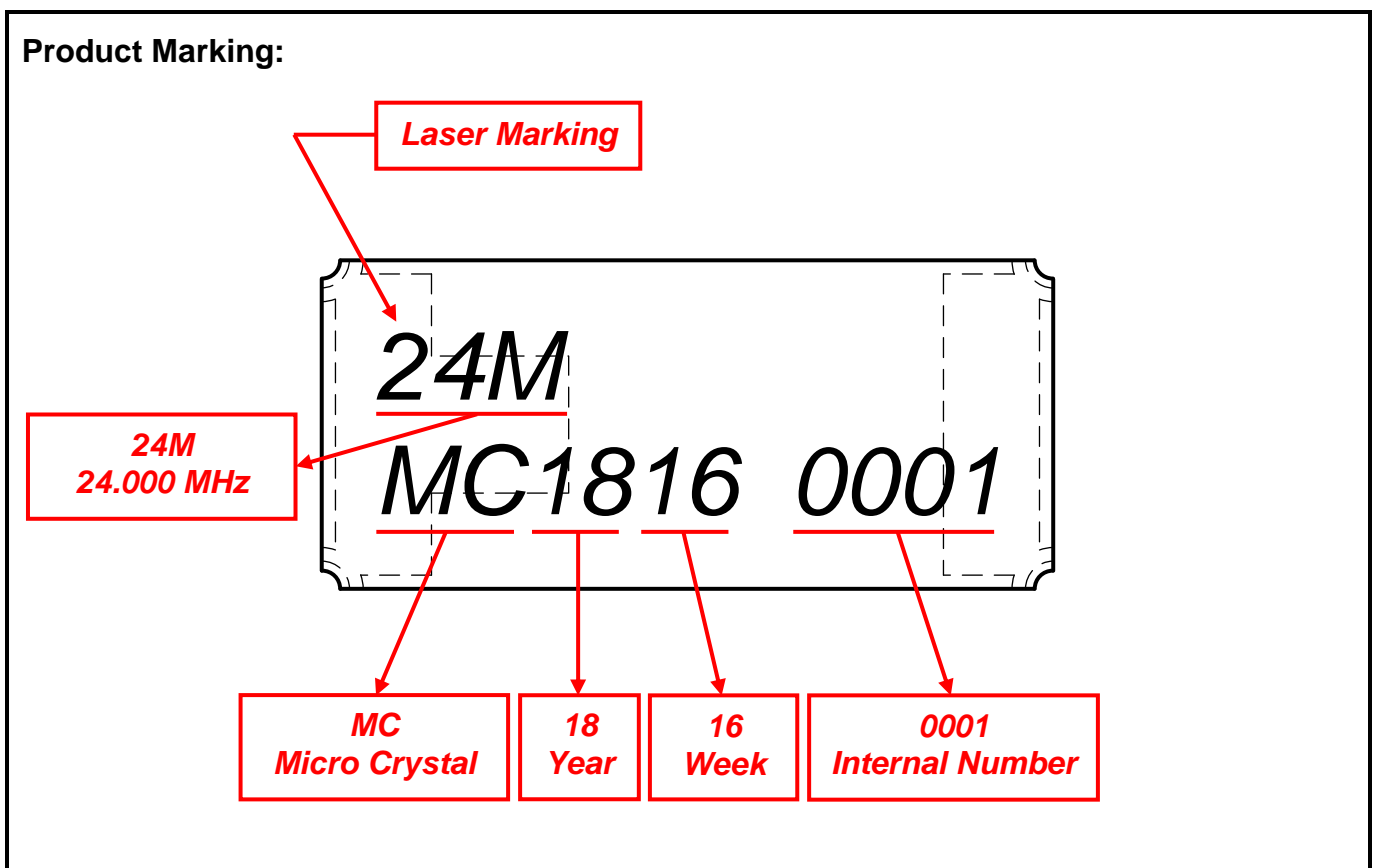 Product Marking:
Laser Marking
24M
24M
24.000 MHz
MC1816 0001
MC
Micro Crystal
18
Year
16
Week
0001
Internal Number